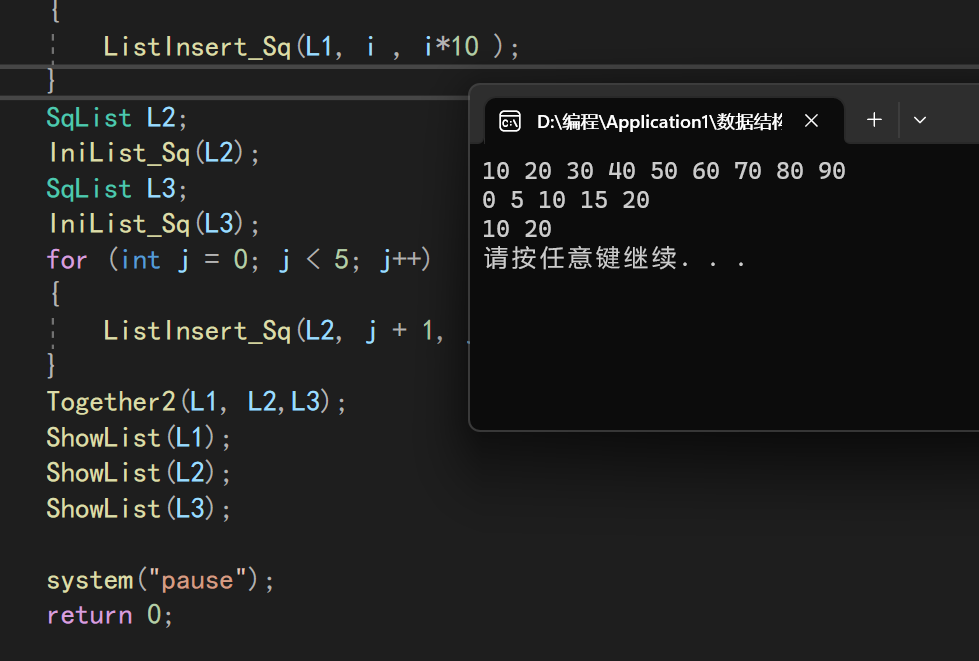 {
ListInsert_Sq(L1, i , i*10 );
}
SqList L2;
IniList_Sq(L2);
SqList L3;
IniList_Sq(L3);
for (int j = 0; j < 5; j++)
{
ListInsert_Sq(L2, j + 1,
}
Together2(L1, L2,L3);
ShowList(L1);
ShowList(L2);
ShowList(L3);
system("pause");
return 0;
D:\编程\Application1\数据结构
10 20 30 40 50 60 70 80 90
0 5 10 15 20
10 20
请按任意键继续. . .